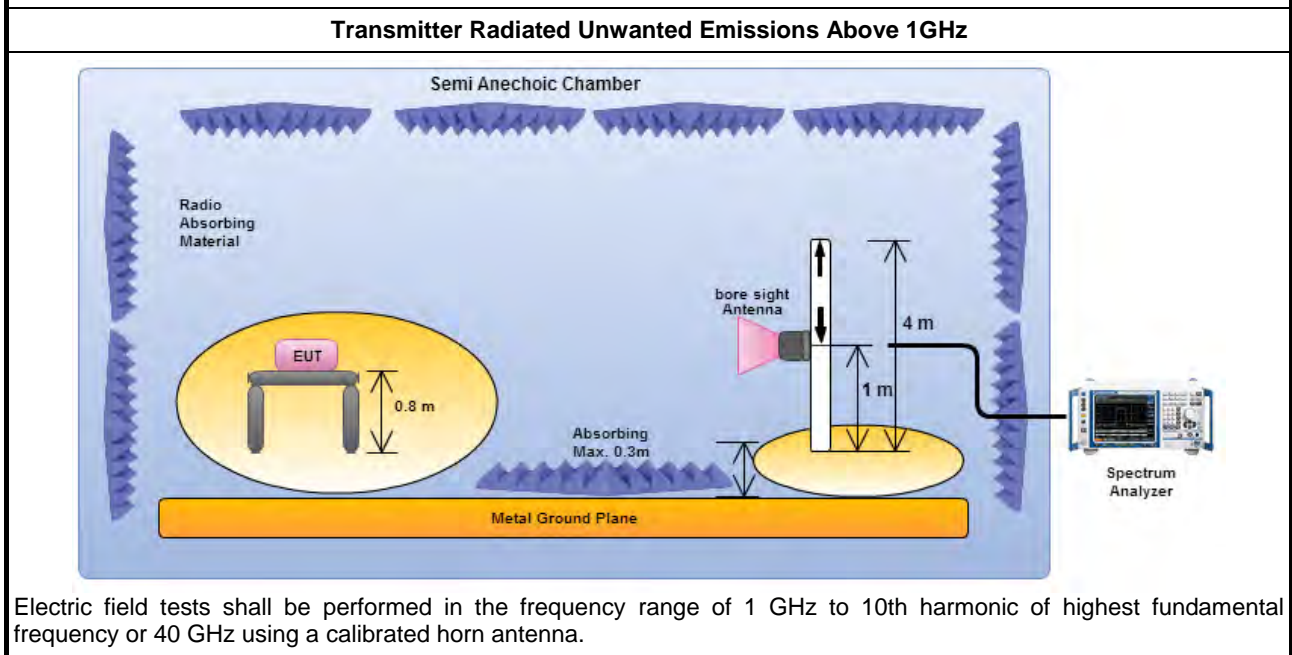 Transmitter Radiated Unwanted Emissions Above 1GHz
Semi Anechoic Chamber
Radio
Absorbing
Material
bore sight
Antenna
4 m
EUT
1 m
0.8 m
Absorbing
Max. 0.3m
Spectrum
Analyzer
Metal Ground Plane
Electric field tests shall be performed in the frequency range of 1 GHz to 10th harmonic of highest fundamental
frequency or 40 GHz using a calibrated horn antenna.